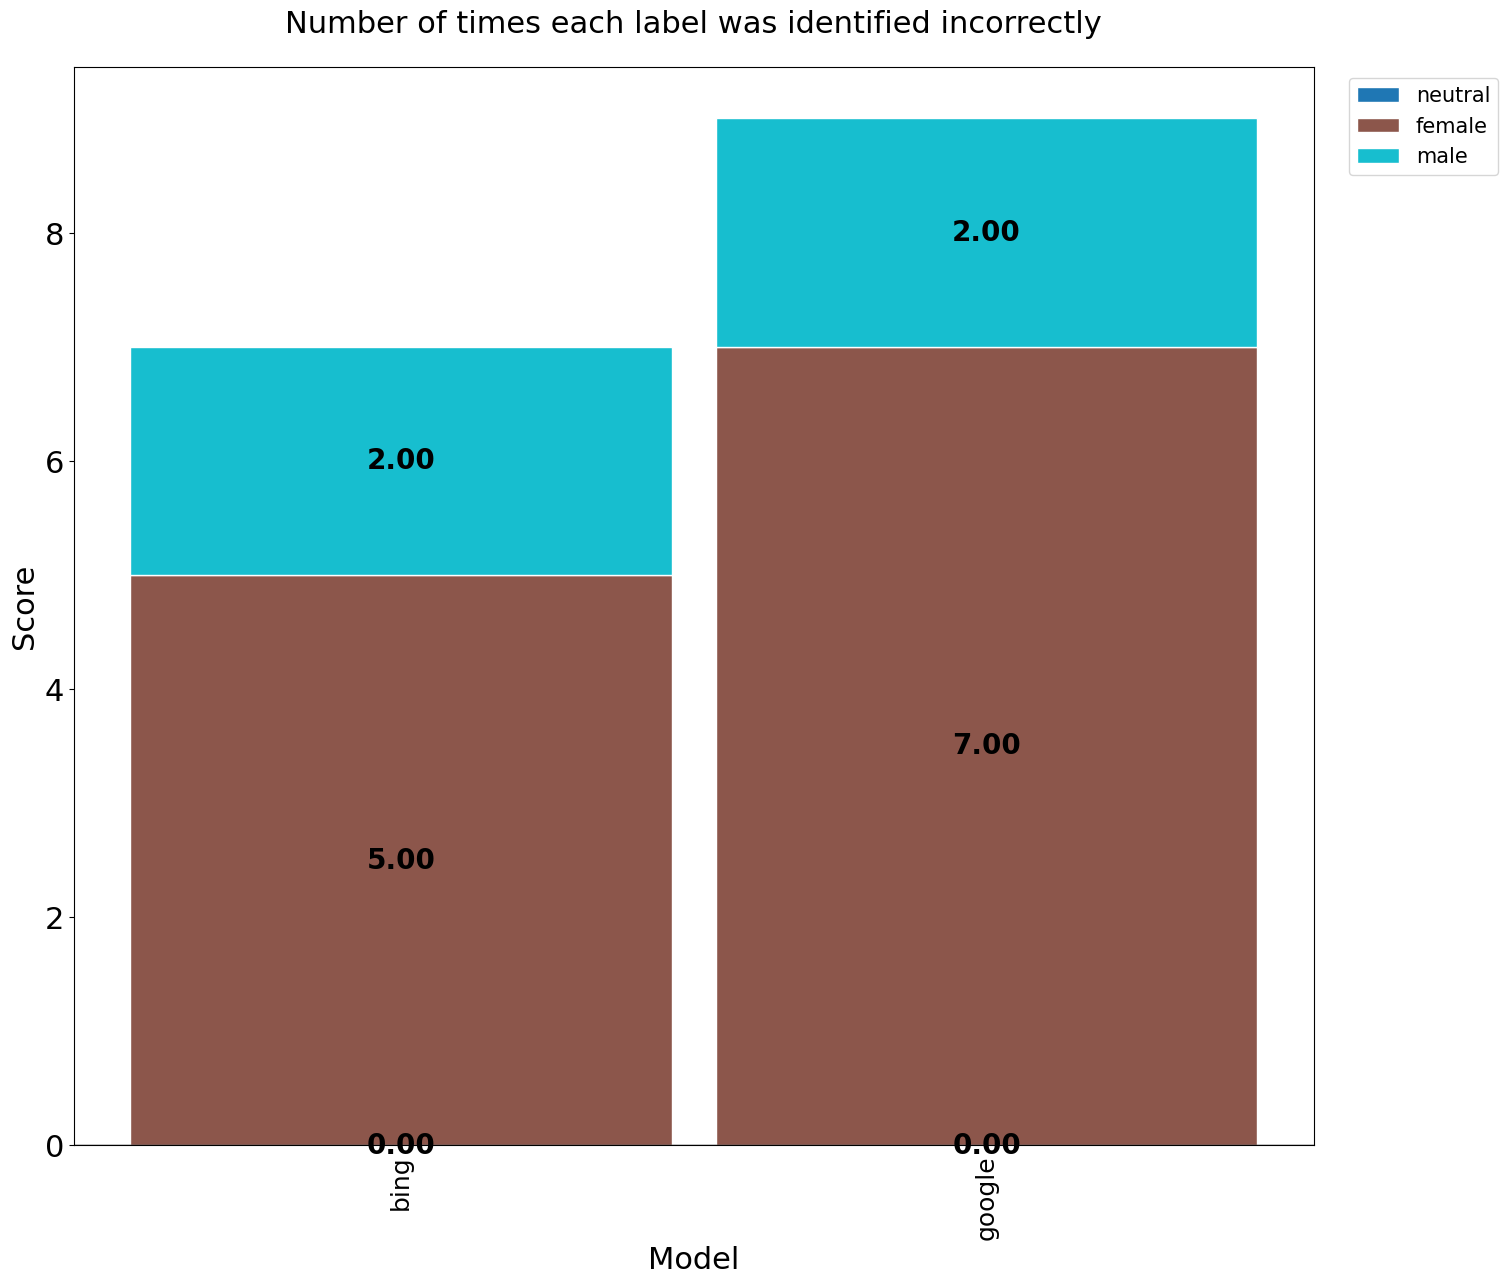 Number of times each label was identified incorrectly
neutral
female
male
8
6
4
2
0
Score
2.00
5.00
0.00
2.00
7.00
0.00
bing
google
Model